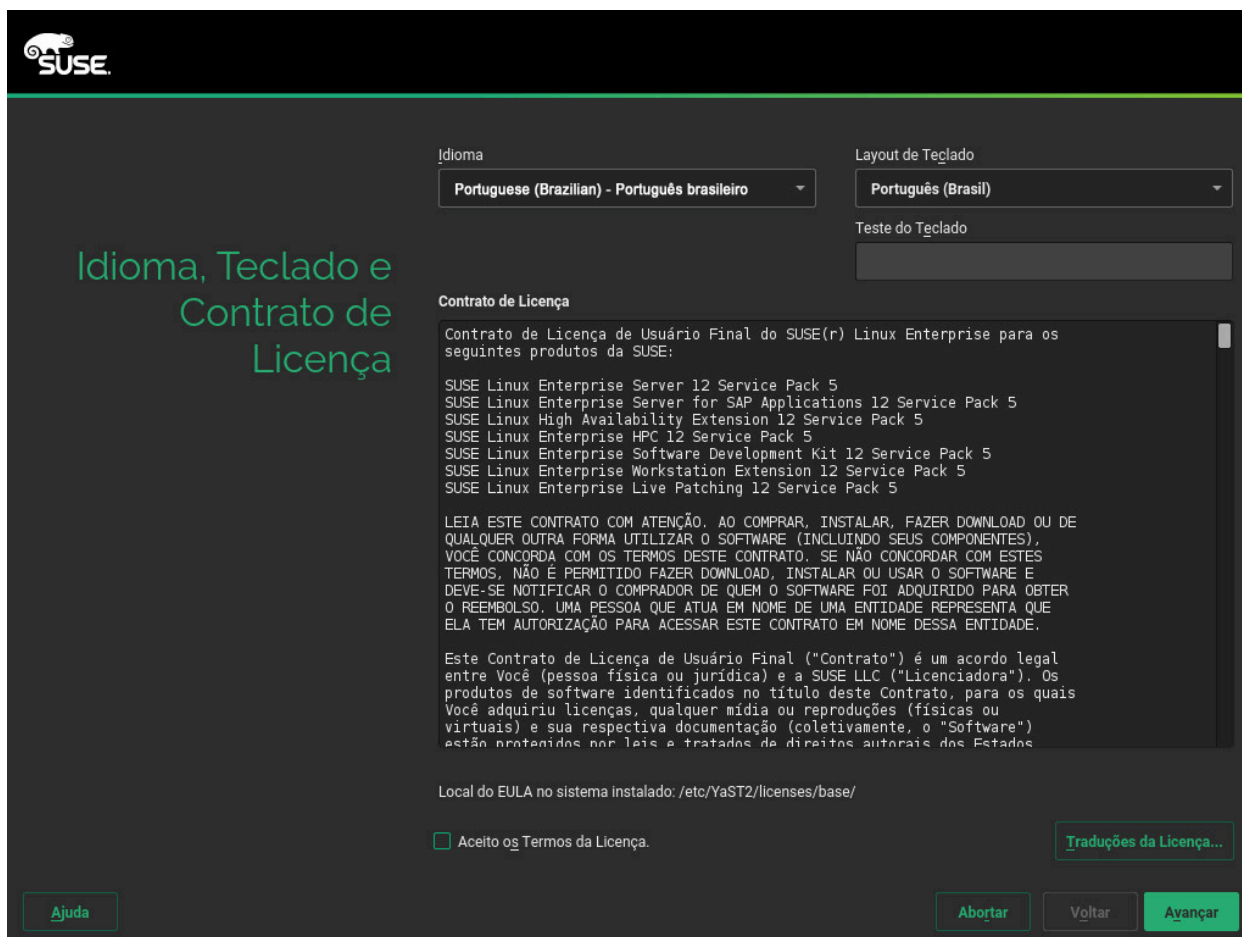 SUSE.
Idioma
Layout de Teclado
Portuguese (Brazilian) - Português brasileiro
Português (Brasil)
Teste do Teclado
Idioma, Teclado e
Contrato de
Licença
Contrato de Licença
Contrato de Licença de Usuário Final do SUSE(r) Linux Enterprise para os
seguintes produtos da SUSE:
SUSE Linux Enterprise Server 12 Service Pack 5
SUSE Linux Enterprise Server for SAP Applications 12 Service Pack 5
SUSE Linux High Availability Extension 12 Service Pack 5
SUSE Linux Enterprise HPC 12 Service Pack 5
SUSE Linux Enterprise Software Development Kit 12 Service Pack 5
SUSE Linux Enterprise Workstation Extension 12 Service Pack 5
SUSE Linux Enterprise Live Patching 12 Service Pack 5
LEIA ESTE CONTRATO COM ATENÇÃO. AO COMPRAR, INSTALAR, FAZER DOWNLOAD OU DE
QUALQUER OUTRA FORMA UTILIZAR O SOFTWARE (INCLUINDO SEUS COMPONENTES),
VOCÊ CONCORDA COM OS TERMOS DESTE CONTRATO. SE NÃO CONCORDAR COM ESTES
TERMOS, NÃO É PERMITIDO FAZER DOWNLOAD, INSTALAR OU USAR O SOFTWARE E
DEVE-SE NOTIFICAR O COMPRADOR DE QUEM O SOFTWARE FOI ADQUIRIDO PARA OBTER
O REEMBOLSO. UMA PESSOA QUE ATUA EM NOME DE UMA ENTIDADE REPRESENTA QUE
ELA TEM AUTORIZAÇÃO PARA ACESSAR ESTE CONTRATO EM NOME DESSA ENTIDADE.
Este Contrato de Licença de Usuário Final ("Contrato") é um acordo legal
entre Você (pessoa física ou jurídica) e a SUSE LLC ("Licenciadora"). Os
produtos de software identificados no título deste Contrato, para os quais
Você adquiriu licenças, qualquer mídia ou reproduções (físicas ou
virtuais) e sua respectiva documentação (coletivamente, o "Software")
estão protegidos por leis e tratados de direitos autorais dos Estados
Local do EULA no sistema instalado: /etc/YaST2/licenses/base/
Aceito os Termos da Licença.
Traduções da Licença...
Ajuda
Abortar
Voltar
Avançar